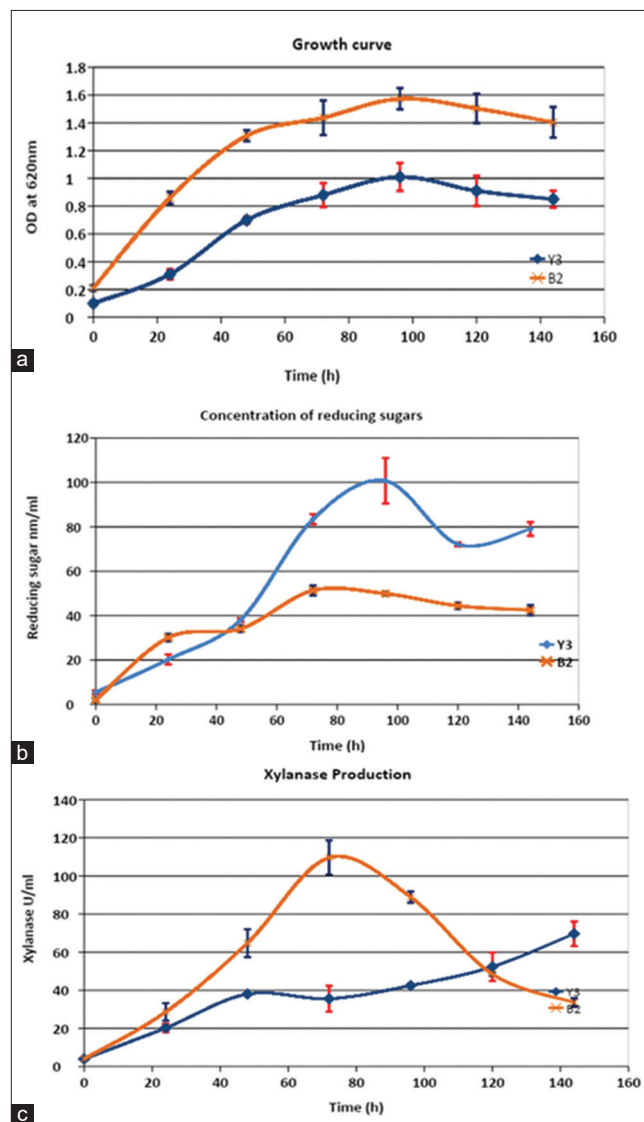 Growth curve
1.8
1.6
1.4
1.2
1
0.8
0.6
0.4
0.2
0
OD at 620nm
Y3
B2
0 20 40 60 80 100 120 140 160
Time (h)
a
Concentration of reducing sugars
120
100
80
60
40
20
0
Reducing sugar nm/ml
Y3
B2
0 20 40 60 80 100 120 140 160
Time (h)
b
Xylanase Production
140
120
100
80
60
40
20
0
Xylanase U/ml
Y3
B2
0 20 40 60 80 100 120 140 160
Time (h)
c